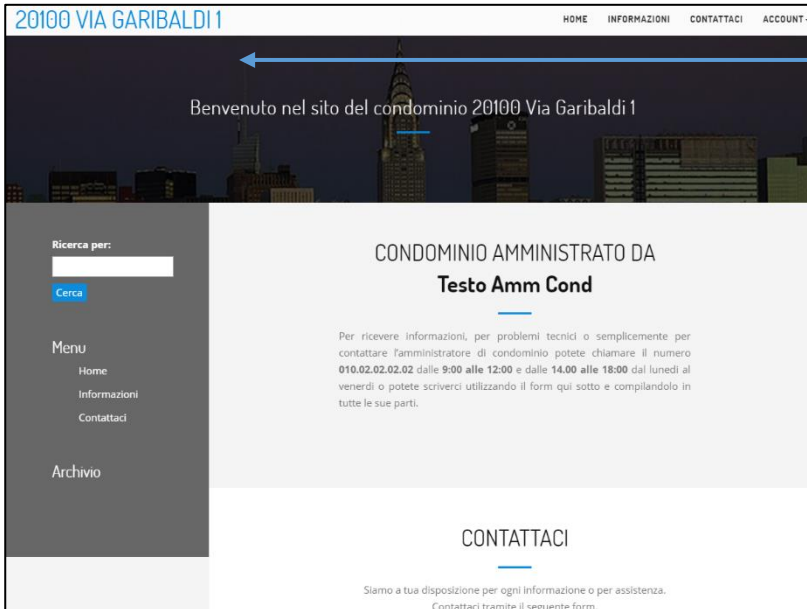 20100 VIA GARIBALDI 1
HOME INFORMAZIONI CONTATTACI ACCOUNT
Benvenuto nel sito del condominio 20100 Via Garibaldi 1
Ricerca per:
Cerca
Menu
Home
Informazioni
Contattaci
Archivio
CONDOMINIO AMMINISTRATO DA
Testo Amm Cond
Per ricevere informazioni, per problemi tecnici o semplicemente per
contattare l'amministratore di condominio potete chiamare il numero
010.02.02.02.02 dalle 9:00 alle 12:00 e dalle 14.00 alle 18:00 dal lunedi al
venerdi o potete scriverci utilizzando il form qui sotto e compilandolo in
tutte le sue parti.
CONTATTACI
Siamo a tua disposizione per ogni informazione o per assistenza.
Contattaci tramite il seguente form